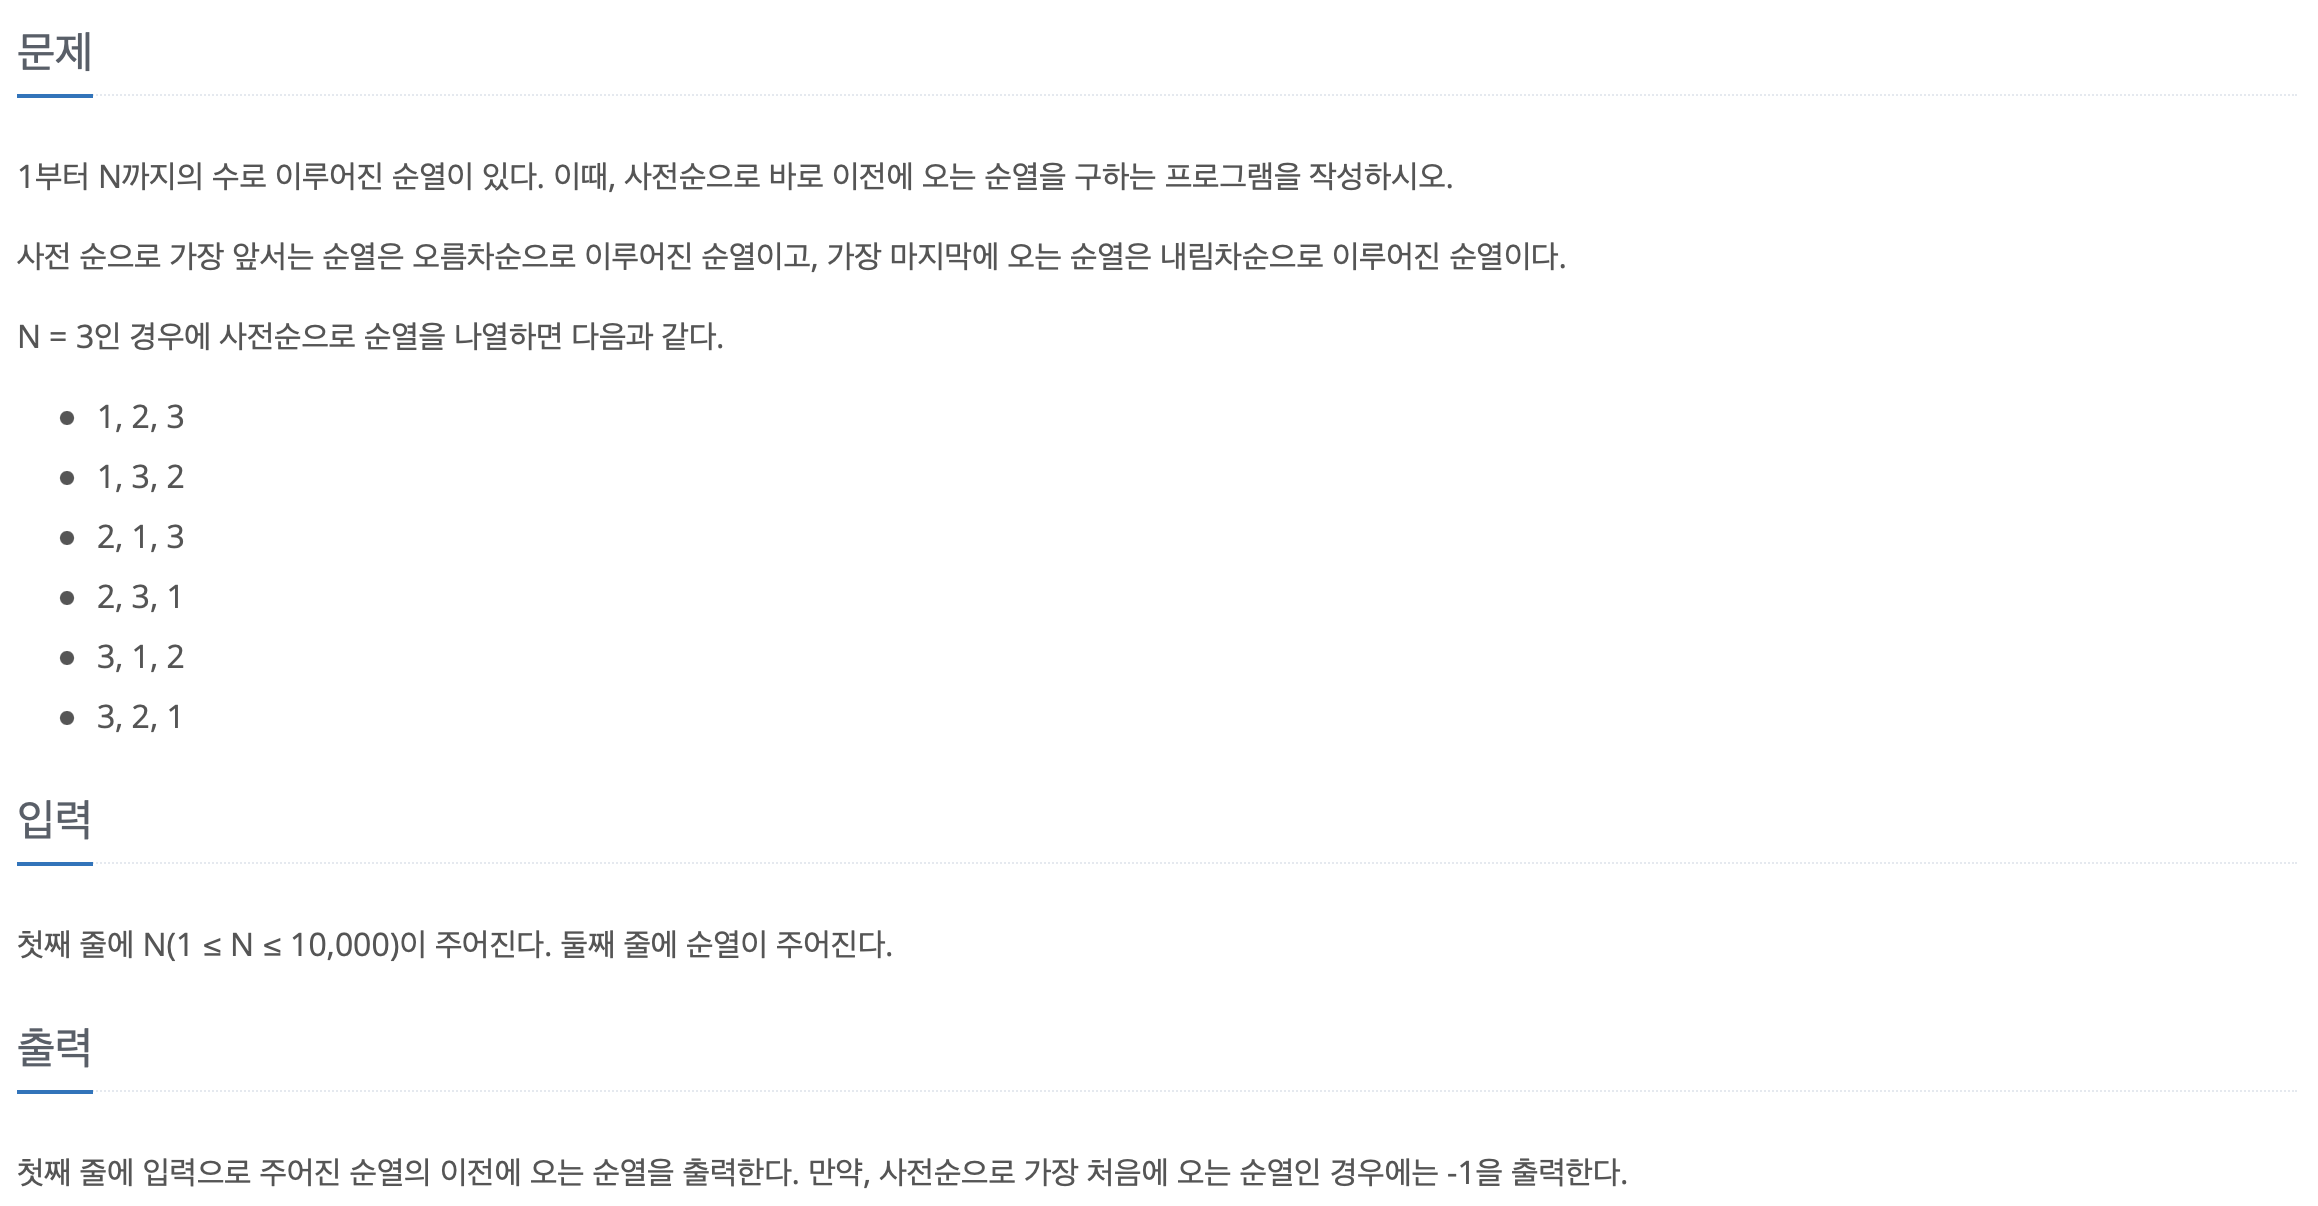 문제
1부터 N까지의 수로 이루어진 순열이 있다. 이때, 사전순으로 바로 이전에 오는 순열을 구하는 프로그램을 작성하시오.
사전 순으로 가장 앞서는 순열은 오름차순으로 이루어진 순열이고, 가장 마지막에 오는 순열은 내림차순으로 이루어진 순열이다.
N = 3인 경우에 사전순으로 순열을 나열하면 다음과 같다.
● 1, 2, 3
● 1, 3, 2
● 2, 1, 3
● 2, 3, 1
● 3, 1, 2
● 3, 2, 1
입력
첫째 줄에 N(1 ≤ N ≤ 10,000)이 주어진다. 둘째 줄에 순열이 주어진다.
출력
첫째 줄에 입력으로 주어진 순열의 이전에 오는 순열을 출력한다. 만약, 사전순으로 가장 처음에 오는 순열인 경우에는 -1을 출력한다.